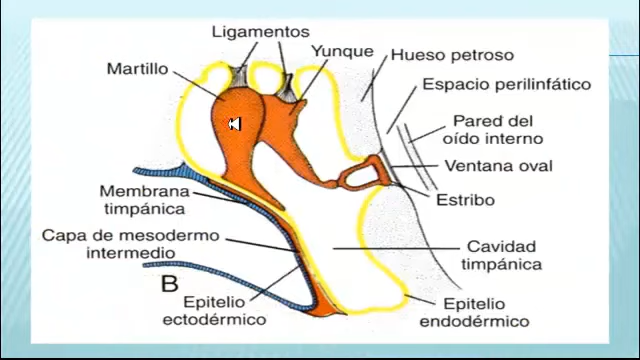 Ligamentos
Yunque
Martillo
Hueso petroso
Espacio perilinfático
Pared del
oído interno
Ventana oval
Estribo
Membrana
timpánica
Capa de mesodermo
intermedio
Cavidad
timpánica
B
Epitelio
ectodérmico
Epitelio
endodérmico